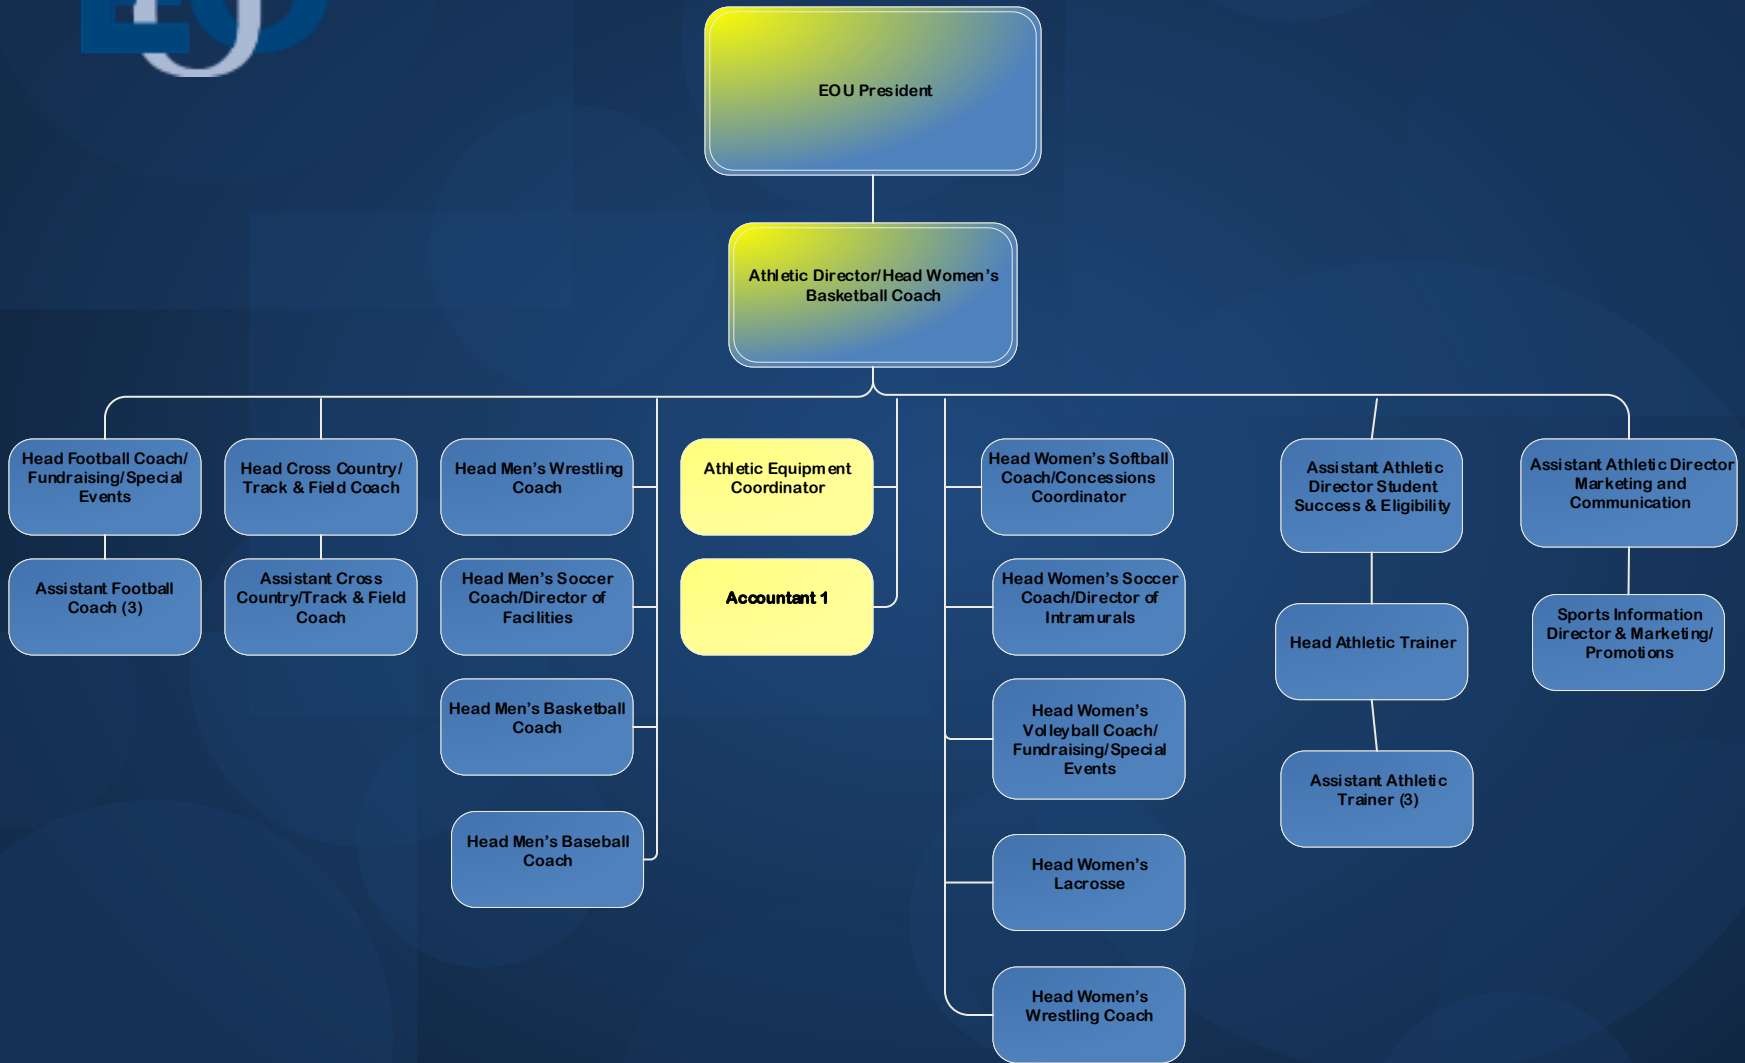 EO
EOU President
Athletic Director/Head Women's
Basketball Coach
Head Football Coach/
Fundraising/Special
Events
Assistant Football
Coach (3)
Head Cross Country/
Track & Field Coach
Assistant Cross
Country/Track & Field
Coach
Head Men's Wrestling
Coach
Head Men's Soccer
Coach/Director of
Facilities
Head Men's Basketball
Coach
Head Men's Baseball
Coach
Athletic Equipment
Coordinator
Accountant 1
Head Women's Softball
Coach/Concessions
Coordinator
Head Women's Soccer
Coach/Director of
Intramurals
Head Women's
Volleyball Coach/
Fundraising/Special
Events
Head Women's
Lacrosse
Head Women's
Wrestling Coach
Assistant Athletic
Director Student
Success & Eligibility
Head Athletic Trainer
Assistant Athletic
Trainer (3)
Assistant Athletic Director
Marketing and
Communication
Sports Information
Director & Marketing/
Promotions